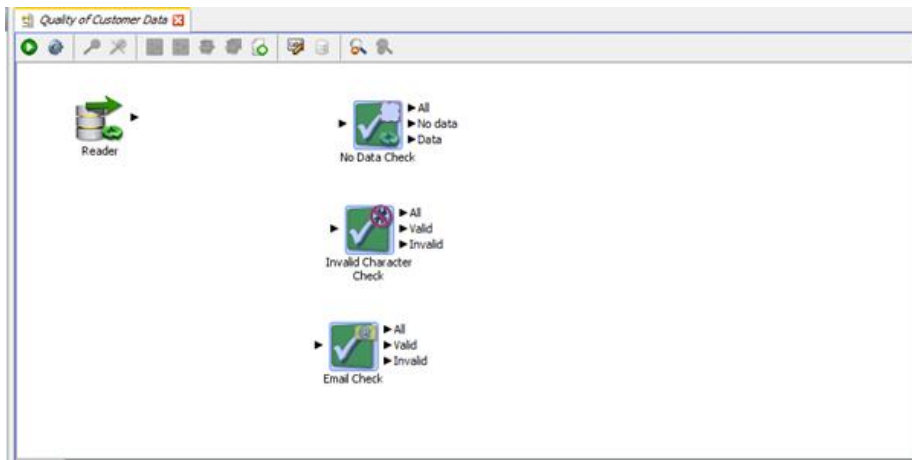 Quality of Customer Data
Reader
All
No data
Data
No Data Check
All
Valid
Invalid
Invalid Character
Check
All
Valid
Invalid
Email Check